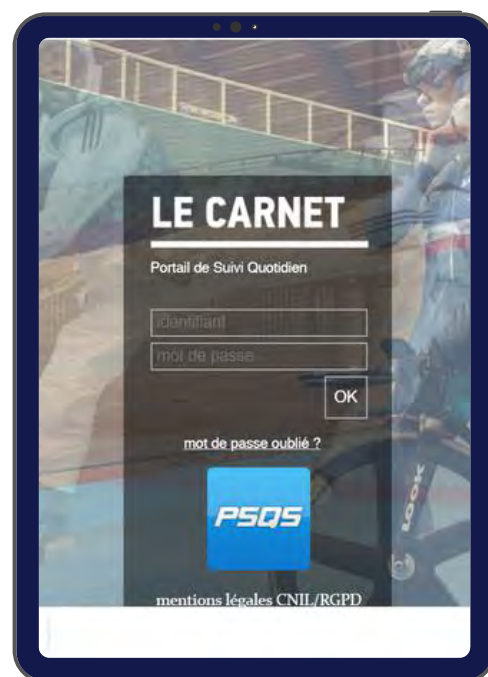 LE CARNET
Portail de Suivi Quotidien
identifiant
mot de passe
OK
mot de passe oublié ?
PSQS
mentions légales CNIL/RGPD
LOOK